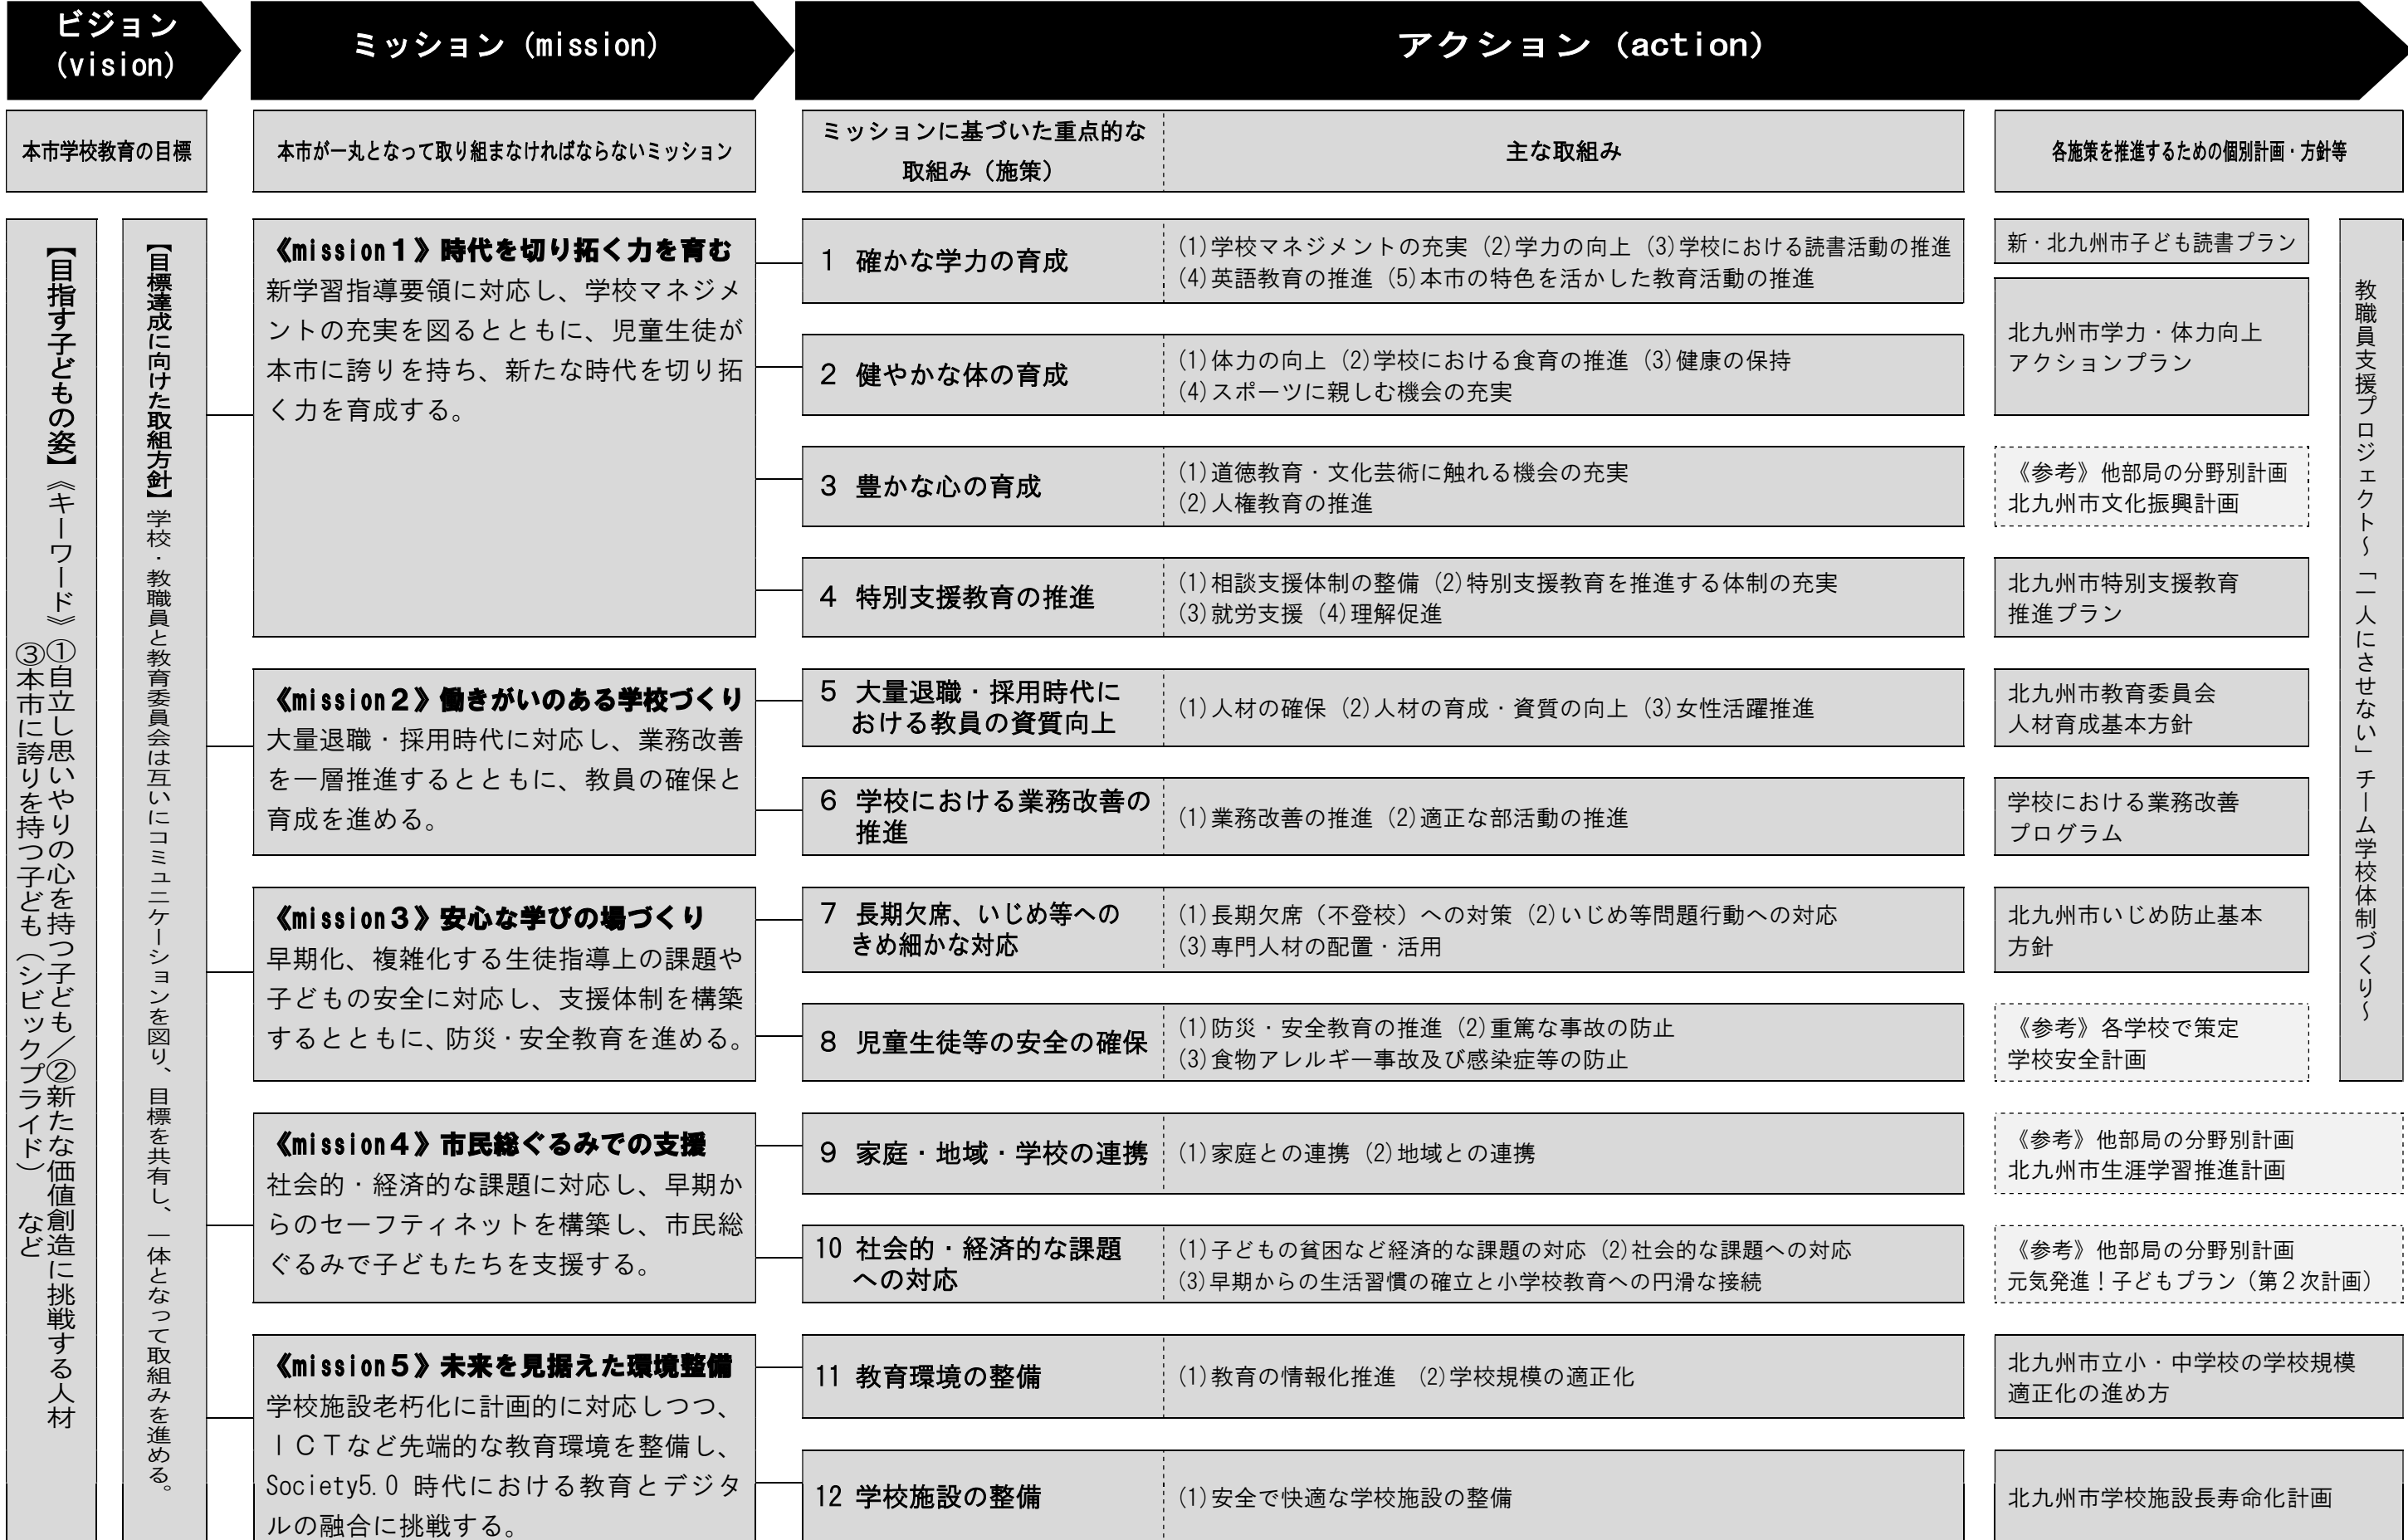 ビジョン
(vision)
ミッション (mission)
アクション (action)
本市学校教育の目標
本市が一丸となって取り組まなければならないミッション
ミッションに基づいた重点的な
取組み（施策）
主な取組み
各施策を推進するための個別計画・方針等
【目指す子どもの姿】《キーワード》①自立し思いやりの心を持つ子ども／②新たな価値創造に挑戦する人材
③本市に誇りを持つ子ども（シビックプライド） など
【目標達成に向けた取組方針】学校・教職員と教育委員会は互いにコミュニケーションを図り、目標を共有し、一体となって取組みを進める。
《mission１》時代を切り拓く力を育む
新学習指導要領に対応し、学校マネジメ
ントの充実を図るとともに、児童生徒が
本市に誇りを持ち、新たな時代を切り拓
く力を育成する。
1 確かな学力の育成
(1)学校マネジメントの充実 (2)学力の向上 (3)学校における読書活動の推進
(4)英語教育の推進 (5)本市の特色を活かした教育活動の推進
新・北九州市子ども読書プラン
北九州市学力・体力向上
アクションプラン
2 健やかな体の育成
(1)体力の向上 (2)学校における食育の推進 (3)健康の保持
(4)スポーツに親しむ機会の充実
3 豊かな心の育成
(1)道徳教育・文化芸術に触れる機会の充実
(2)人権教育の推進
《参考》他部局の分野別計画
北九州市文化振興計画
4 特別支援教育の推進
(1)相談支援体制の整備 (2)特別支援教育を推進する体制の充実
(3)就労支援 (4)理解促進
北九州市特別支援教育
推進プラン
《mission２》働きがいのある学校づくり
大量退職・採用時代に対応し、業務改善
を一層推進するとともに、教員の確保と
育成を進める。
5 大量退職・採用時代に
おける教員の資質向上
(1)人材の確保 (2)人材の育成・資質の向上 (3)女性活躍推進
北九州市教育委員会
人材育成基本方針
6 学校における業務改善の
推進
(1)業務改善の推進 (2)適正な部活動の推進
学校における業務改善
プログラム
《mission３》安心な学びの場づくり
早期化、複雑化する生徒指導上の課題や
子どもの安全に対応し、支援体制を構築
するとともに、防災・安全教育を進める。
7 長期欠席、いじめ等への
きめ細かな対応
(1)長期欠席（不登校）への対策 (2)いじめ等問題行動への対応
(3)専門人材の配置・活用
北九州市いじめ防止基本
方針
8 児童生徒等の安全の確保
(1)防災・安全教育の推進 (2)重篤な事故の防止
(3)食物アレルギー事故及び感染症等の防止
《参考》各学校で策定
学校安全計画
教職員支援プロジェクト～「一人にさせない」チーム学校体制づくり～
《mission４》市民総ぐるみでの支援
社会的・経済的な課題に対応し、早期か
らのセーフティネットを構築し、市民総
ぐるみで子どもたちを支援する。
9 家庭・地域・学校の連携
(1)家庭との連携 (2)地域との連携
《参考》他部局の分野別計画
北九州市生涯学習推進計画
10 社会的・経済的な課題
への対応
(1)子どもの貧困など経済的な課題の対応 (2)社会的な課題への対応
(3)早期からの生活習慣の確立と小学校教育への円滑な接続
《参考》他部局の分野別計画
元気発進！子どもプラン（第２次計画）
《mission５》未来を見据えた環境整備
学校施設老朽化に計画的に対応しつつ、
ＩＣＴなど先端的な教育環境を整備し、
Society5.0 時代における教育とデジタ
ルの融合に挑戦する。
11 教育環境の整備
(1)教育の情報化推進 (2)学校規模の適正化
北九州市立小・中学校の学校規模
適正化の進め方
12 学校施設の整備
(1)安全で快適な学校施設の整備
北九州市学校施設長寿命化計画